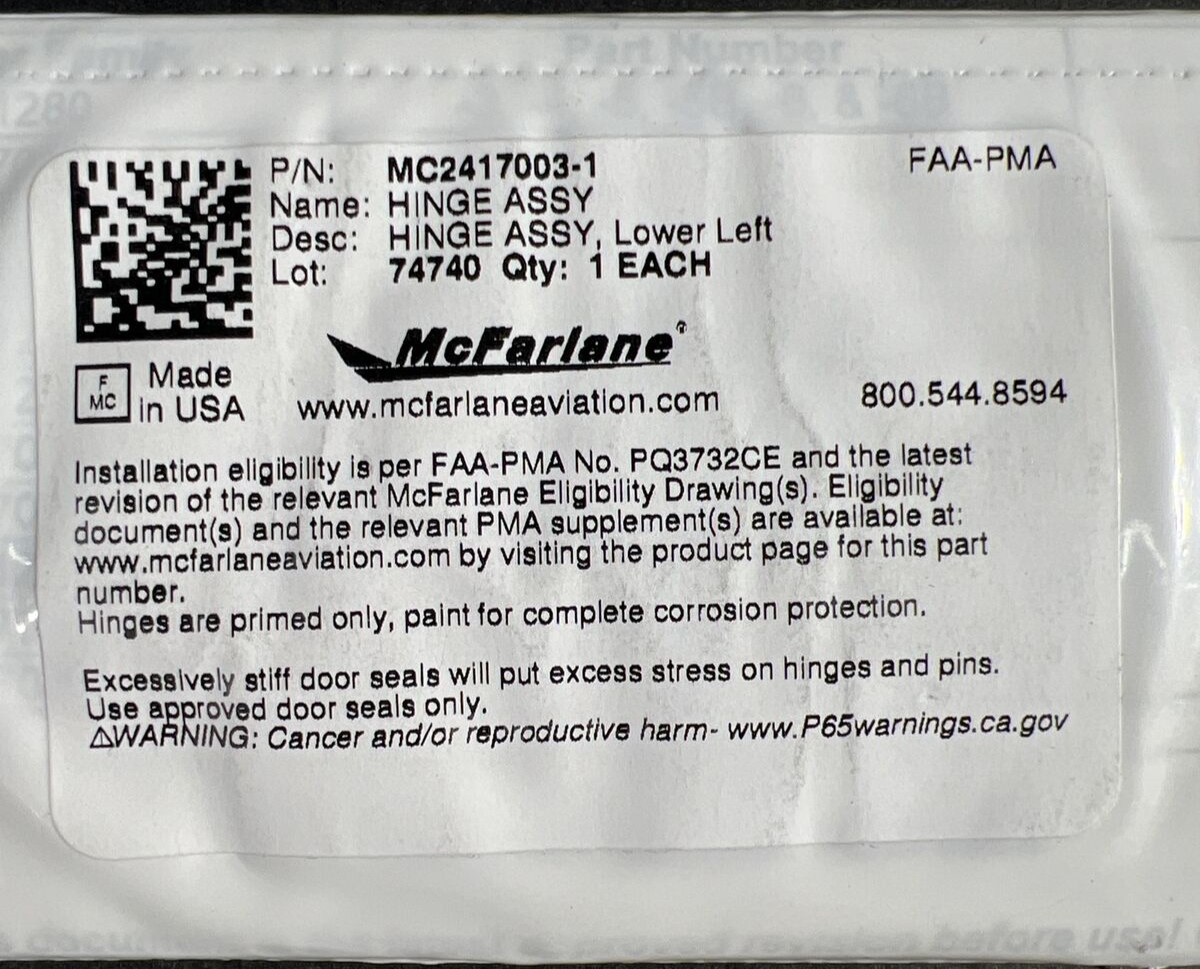 Part Number
1280
P/N: MC2417003-1
FAA-PMA
Name: HINGE ASSY
Desc: HINGE ASSY, Lower Left
Lot: 74740 Qty: 1 EACH
McFarlane®
F
MC
Made
in USA
www.mcfarlaneaviation.com
800.544.8594
Installation eligibility is per FAA-PMA No. PQ3732CE and the latest
revision of the relevant McFarlane Eligibility Drawing(s). Eligibility
document(s) and the relevant PMA supplement(s) are available at:
www.mcfarlaneaviation.com by visiting the product page for this part
number.
Hinges are primed only, paint for complete corrosion protection.
Excessively stiff door seals will put excess stress on hinges and pins.
Use approved door seals only.
⚠WARNING: Cancer and/or reproductive harm- www.P65warnings.ca.gov
revision before use!